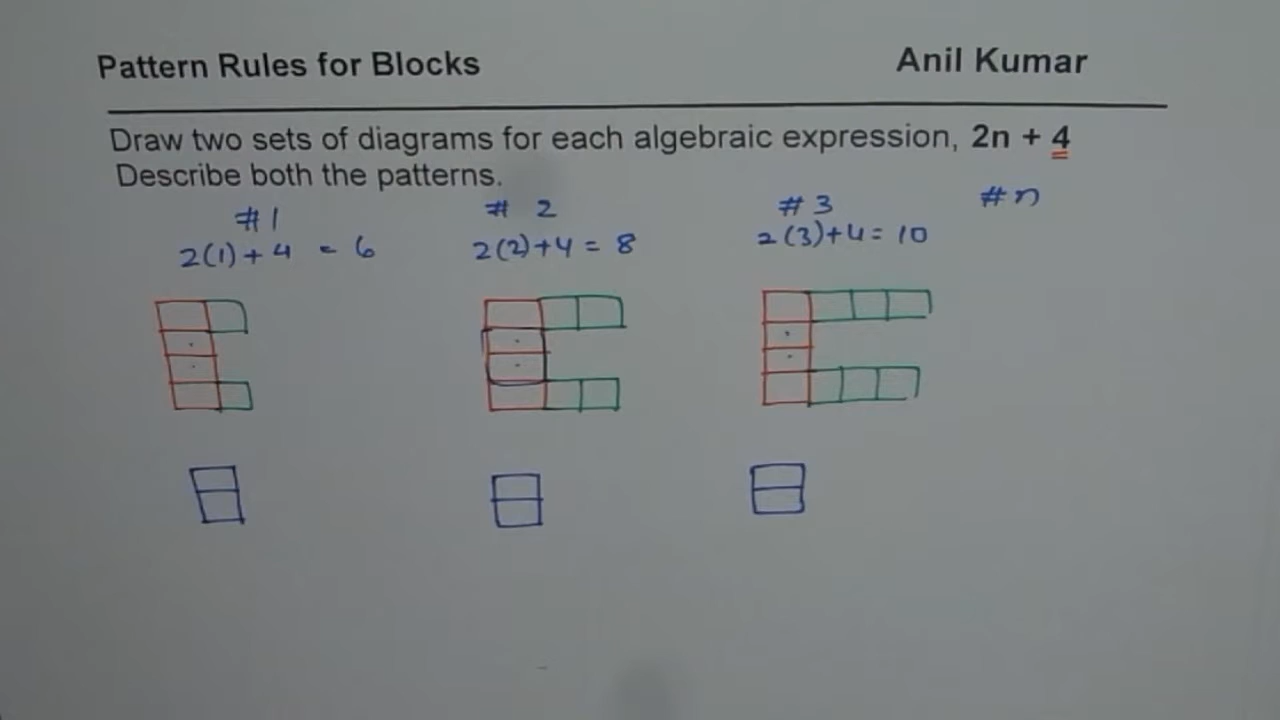 Pattern Rules for Blocks Anil Kumar
Draw two sets of diagrams for each algebraic expression, 2n + 4
Describe both the patterns.
#1 # 2 #3 #n
2(1)+4 = 6 2(2)+4 = 8 2(3)+4= 10